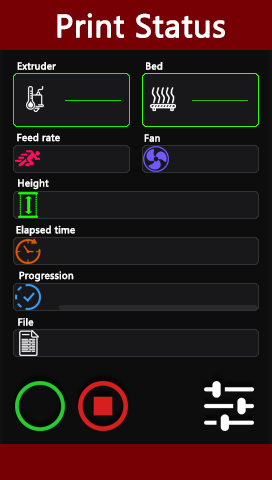 Print Status
Extruder
Bed
Feed rate
Fan
Height
Elapsed time
Progression
File